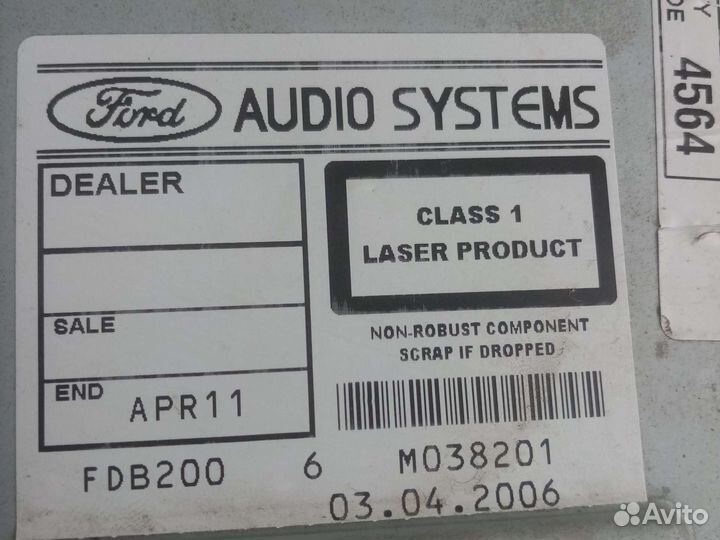 Ford AUDIO SYSTEMS
DEALER
SALE
END APR11
CLASS 1
LASER PRODUCT
NON-ROBUST COMPONENT
SCRAP IF DROPPED
FDB200 6 M038201
03.04.2006
4564
Avito